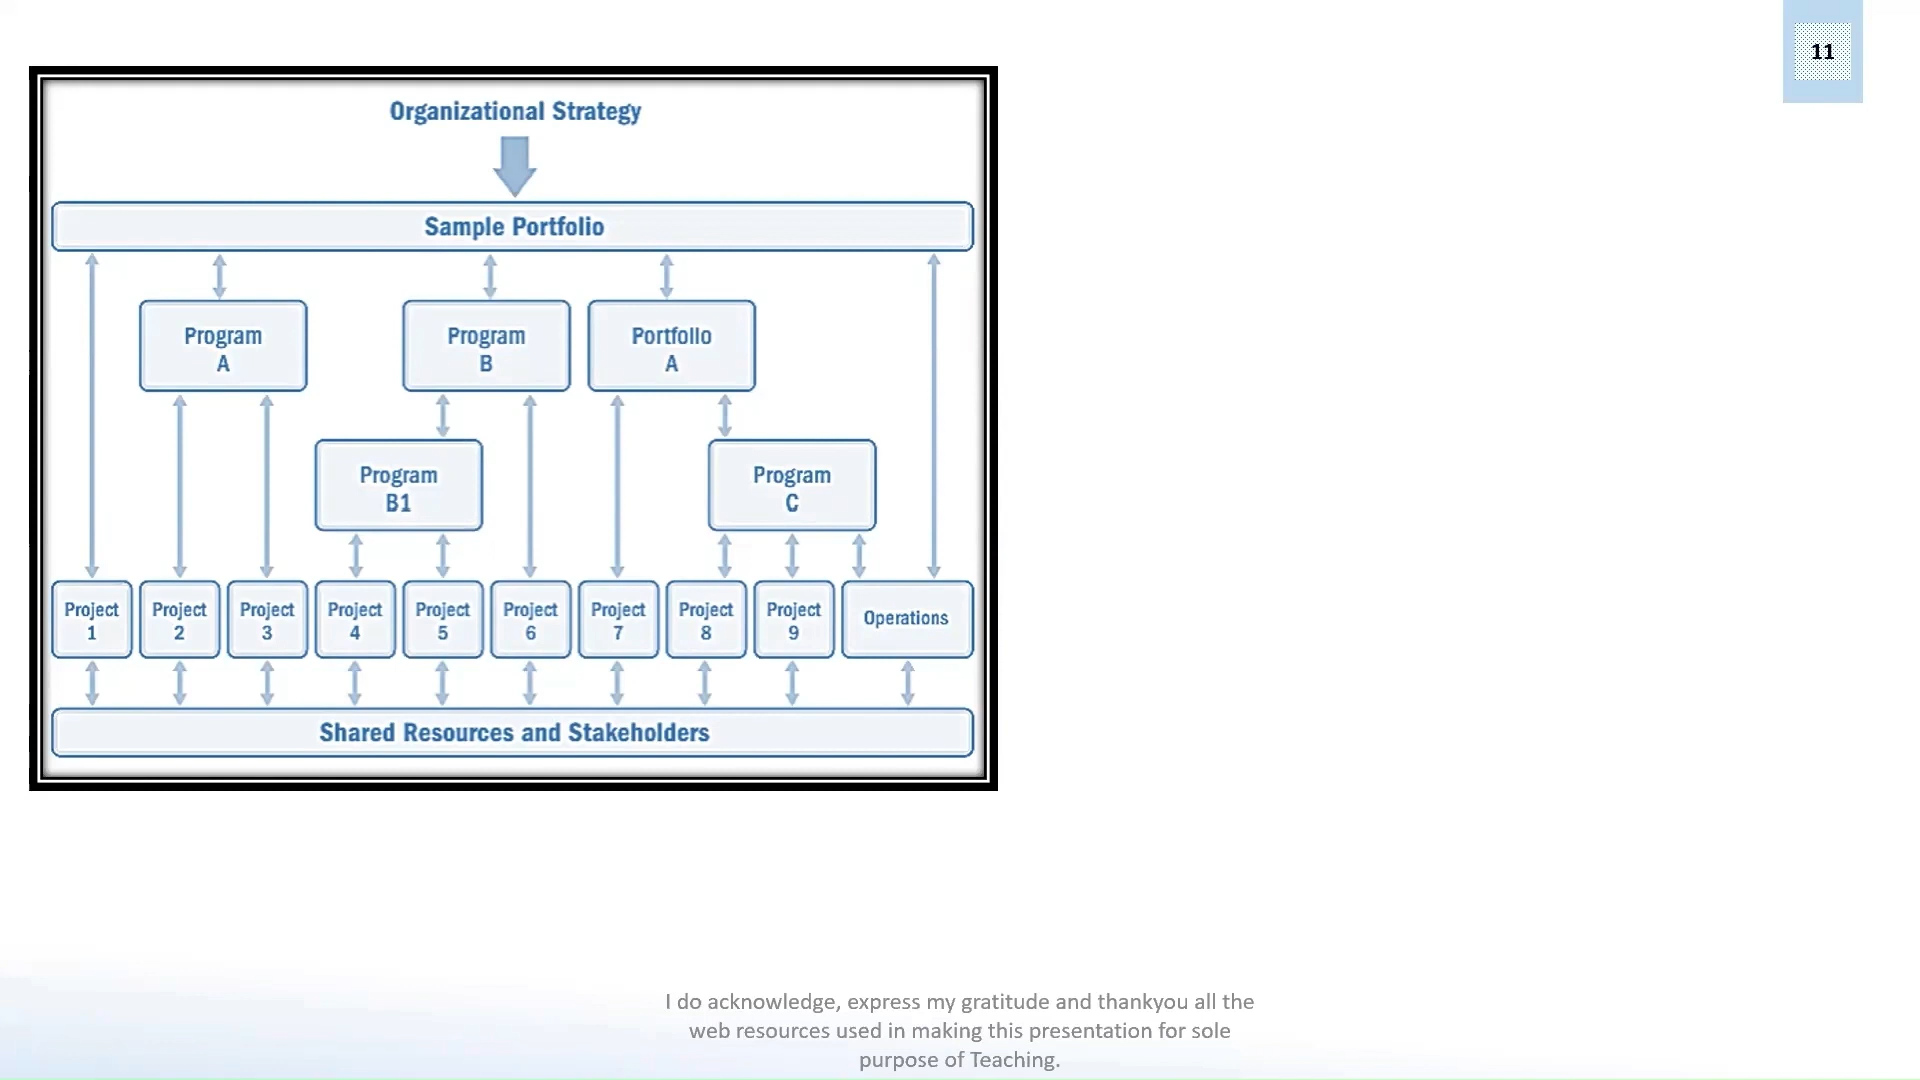 11
Organizational Strategy
Sample Portfolio
Program
A
Program
B
Portfolio
A
Program
B1
Program
C
Project
1
Project
2
Project
3
Project
4
Project
5
Project
6
Project
7
Project
8
Project
9
Operations
Shared Resources and Stakeholders
I do acknowledge, express my gratitude and thankyou all the
web resources used in making this presentation for sole
purpose of Teaching.